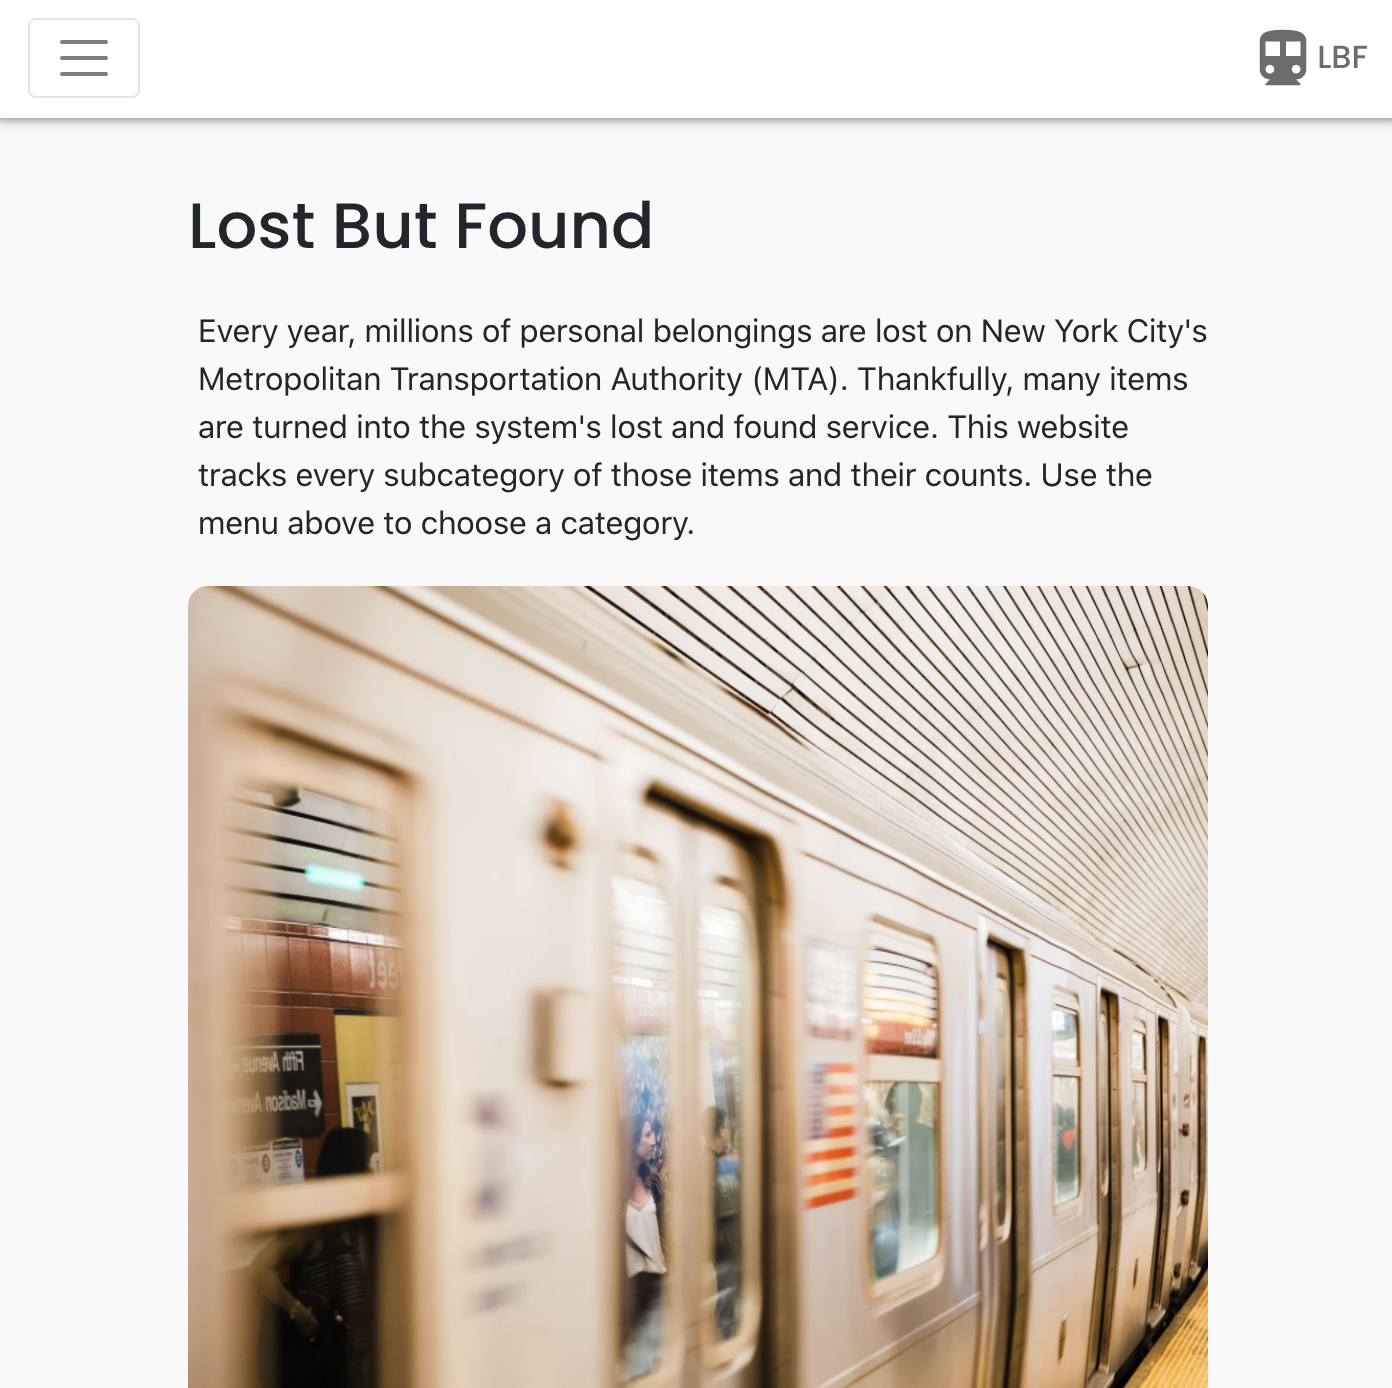 LBF
Lost But Found
Every year, millions of personal belongings are lost on New York City's
Metropolitan Transportation Authority (MTA). Thankfully, many items
are turned into the system's lost and found service. This website
tracks every subcategory of those items and their counts. Use the
menu above to choose a category.
Fifth Avenue
Madison Avenu